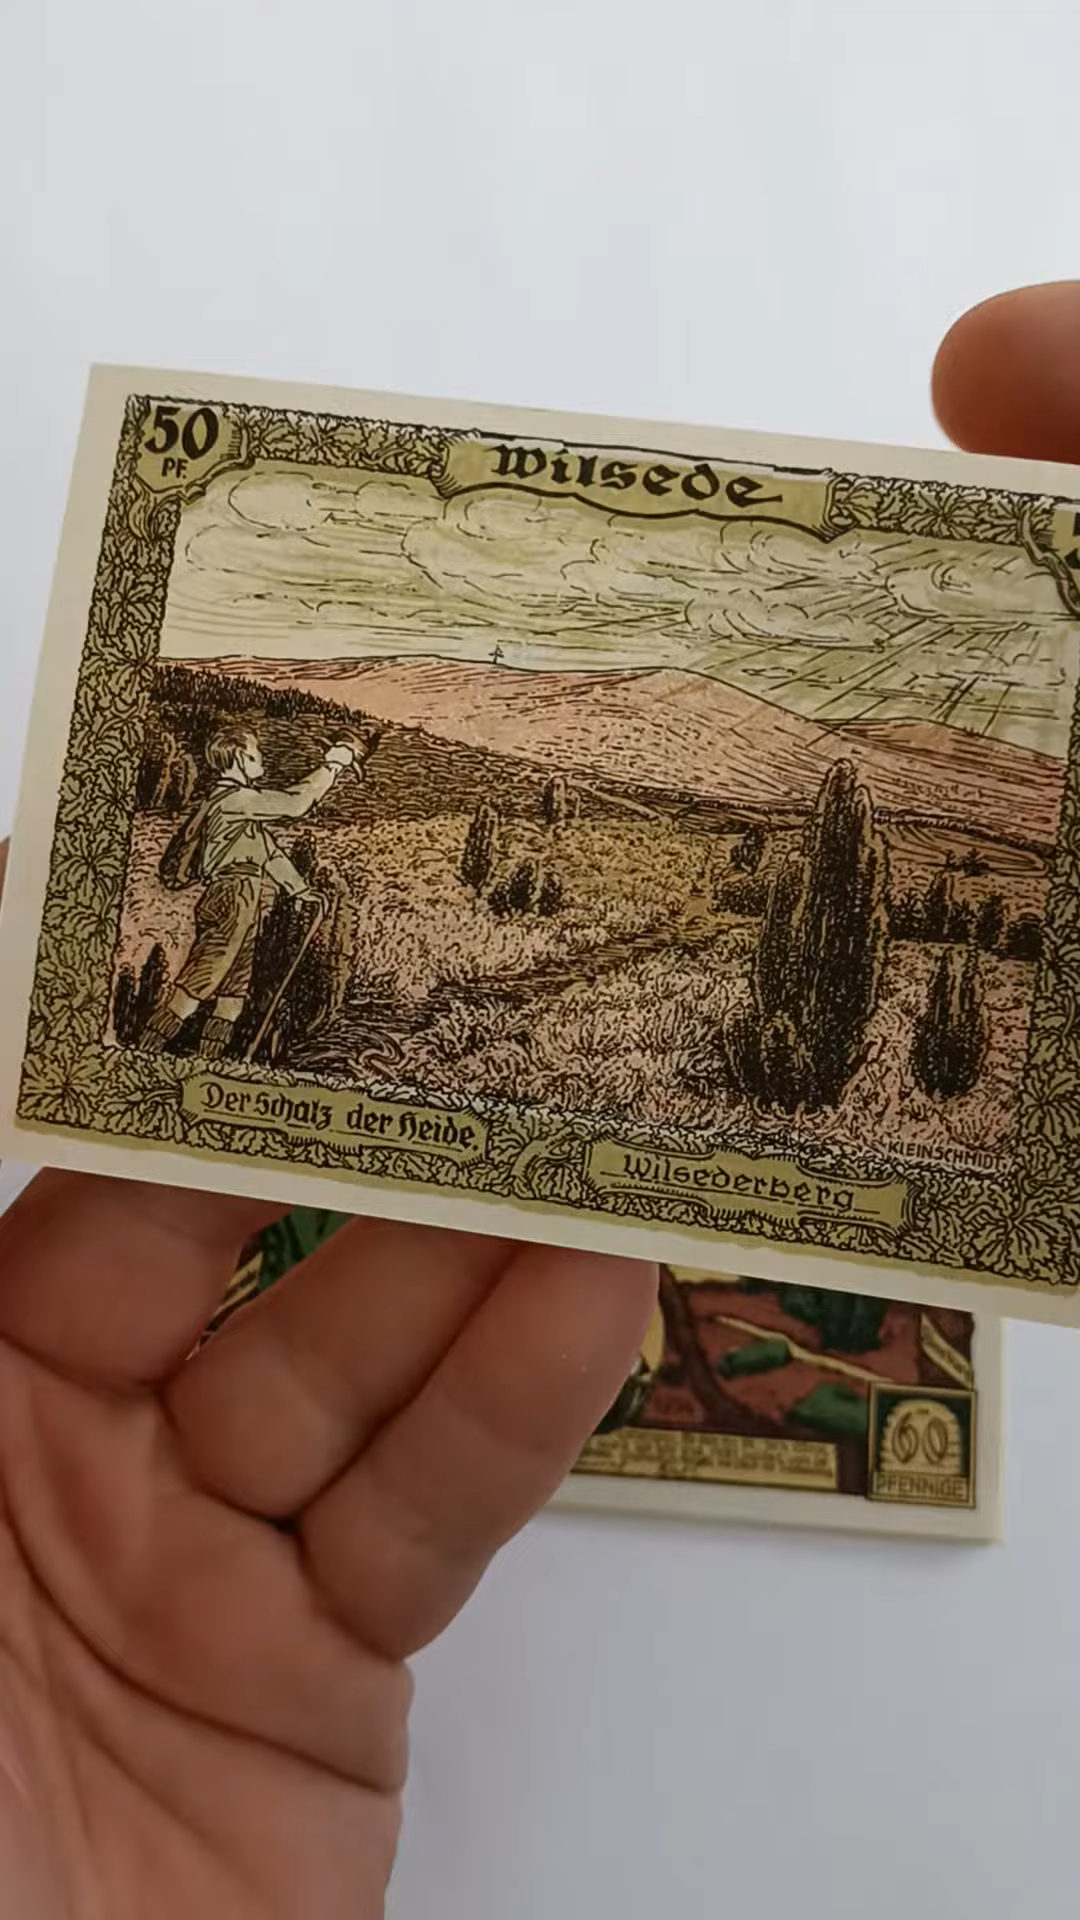 50
PF.
Wilsede
Der Schatz der Heide.
Wilsederberg
KLEINSCHMIDT
60
PFENNIGE